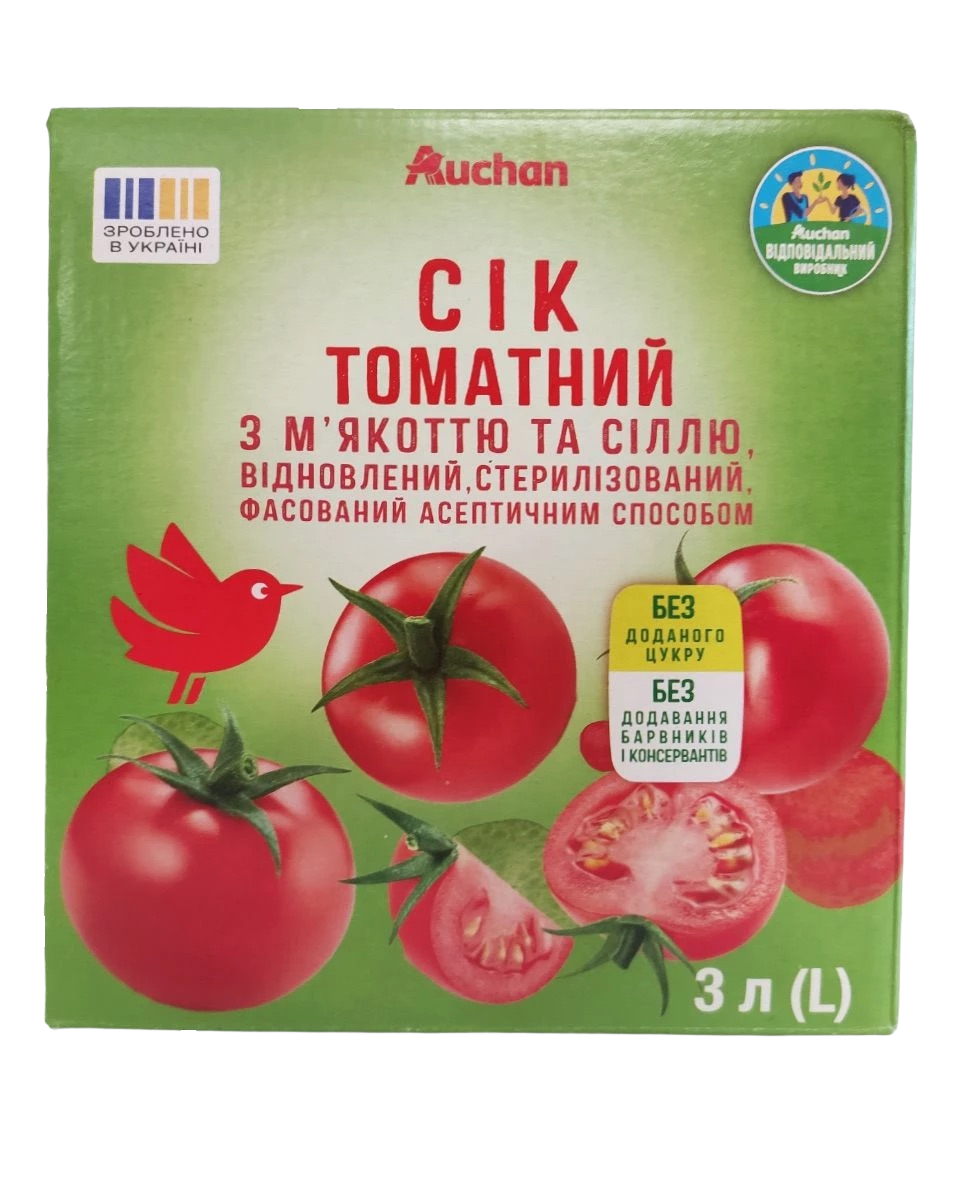 Auchan
ЗРОБЛЕНО
В УКРАЇНІ
Auchan
ВІДПОВІДАЛЬНИЙ
ВИРОБНИК
СІК
ТОМАТНИЙ
З М'ЯКОТТЮ ТА СІЛЛЮ,
ВІДНОВЛЕНИЙ, СТЕРИЛІЗОВАНИЙ,
ФАСОВАНИЙ АСЕПТИЧНИМ СПОСОБОМ
БЕЗ
ДОДАНОГО
ЦУКРУ
БЕЗ
ДОДАВАННЯ
БАРВНИКІВ
І КОНСЕРВАНТІВ
3 л (L)